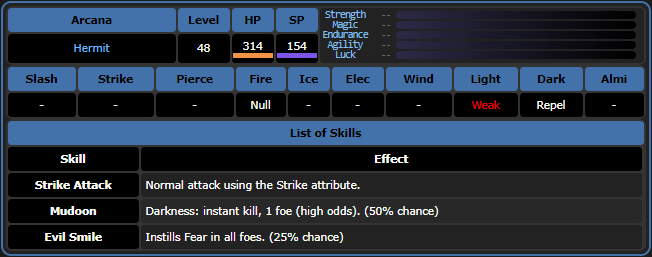 Arcana Level HP SP
Hermit 48 314 154
Strength --
Magic --
Endurance --
Agility --
Luck --
Slash Strike Pierce Fire Ice Elec Wind Light Dark Almi
- - - Null - - - Weak Repel -
List of Skills
Skill Effect
Strike Attack Normal attack using the Strike attribute.
Mudoon Darkness: instant kill, 1 foe (high odds). (50% chance)
Evil Smile Instills Fear in all foes. (25% chance)